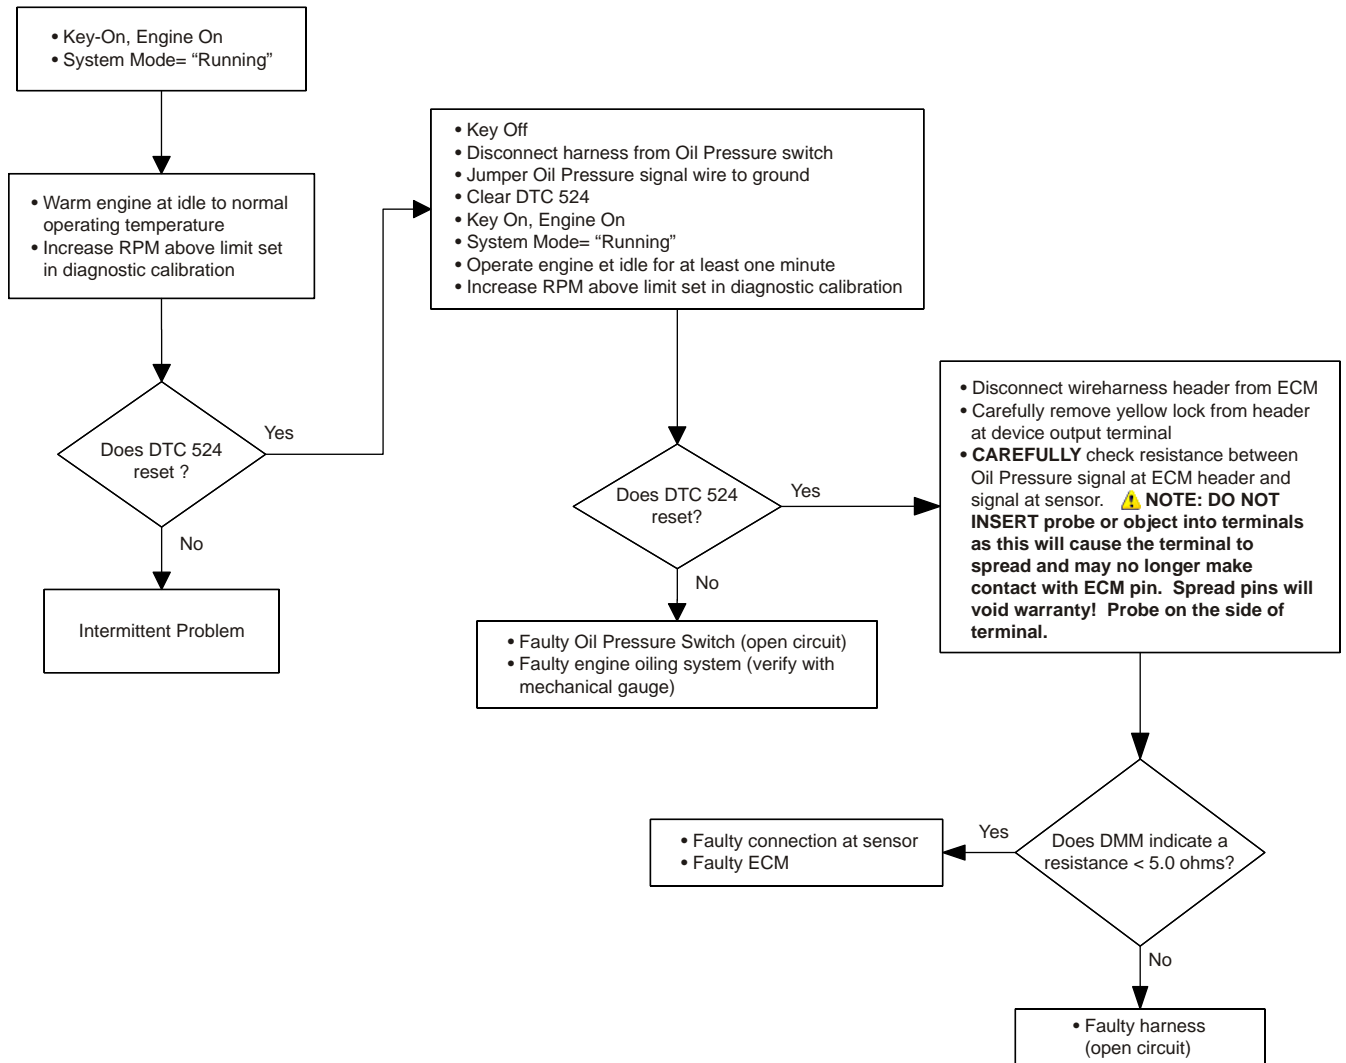 • Key-On, Engine On
• System Mode= “Running”
• Warm engine at idle to normal
operating temperature
• Increase RPM above limit set
in diagnostic calibration
Does DTC 524
reset ?
Yes
No
Intermittent Problem
• Key Off
• Disconnect harness from Oil Pressure switch
• Jumper Oil Pressure signal wire to ground
• Clear DTC 524
• Key On, Engine On
• System Mode= “Running”
• Operate engine et idle for at least one minute
• Increase RPM above limit set in diagnostic calibration
Does DTC 524
reset?
Yes
No
• Faulty Oil Pressure Switch (open circuit)
• Faulty engine oiling system (verify with
mechanical gauge)
• Disconnect wireharness header from ECM
• Carefully remove yellow lock from header
at device output terminal
• CAREFULLY check resistance between
Oil Pressure signal at ECM header and
signal at sensor. NOTE: DO NOT
INSERT probe or object into terminals
as this will cause the terminal to
spread and may no longer make
contact with ECM pin. Spread pins will
void warranty! Probe on the side of
terminal.
Does DMM indicate a
resistance < 5.0 ohms?
Yes
• Faulty connection at sensor
• Faulty ECM
No
• Faulty harness
(open circuit)